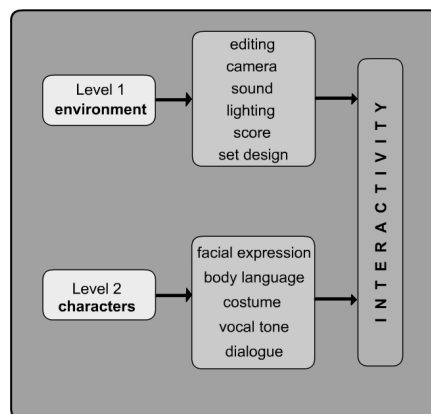 Level 1
environment
editing
camera
sound
lighting
score
set design
Level 2
characters
facial expression
body language
costume
vocal tone
dialogue
INTERACTIVITY